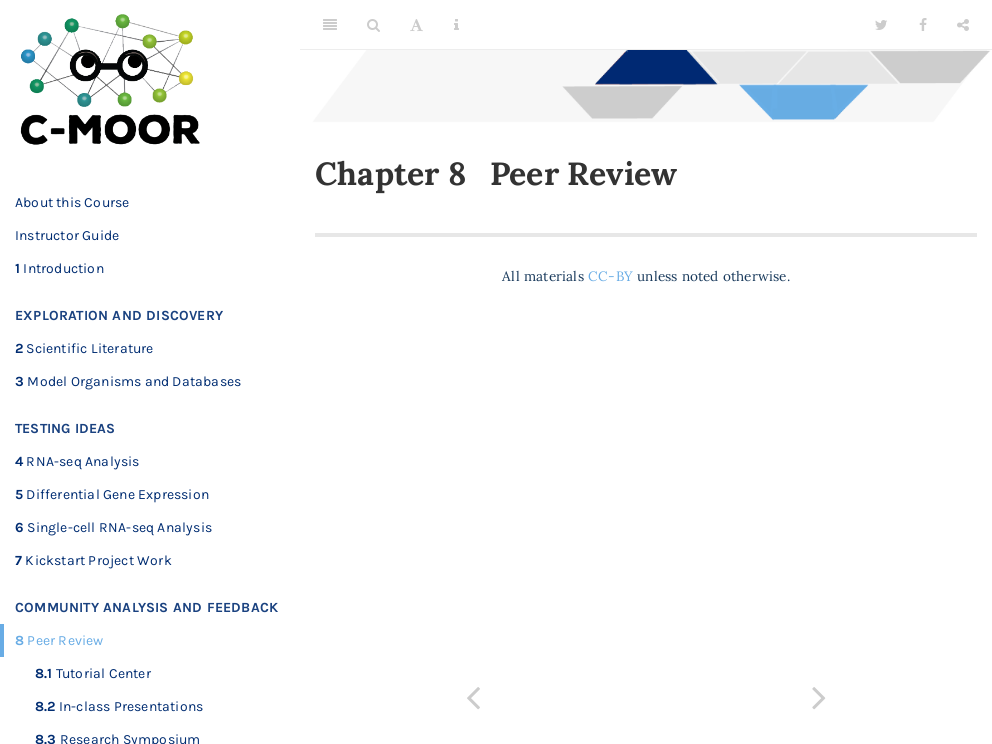 C-MOOR
About this Course
Instructor Guide
1 Introduction
EXPLORATION AND DISCOVERY
2 Scientific Literature
3 Model Organisms and Databases
TESTING IDEAS
4 RNA-seq Analysis
5 Differential Gene Expression
6 Single-cell RNA-seq Analysis
7 Kickstart Project Work
COMMUNITY ANALYSIS AND FEEDBACK
8 Peer Review
8.1 Tutorial Center
8.2 In-class Presentations
8.3 Research Symposium
A
Chapter 8 Peer Review
All materials CC-BY unless noted otherwise.